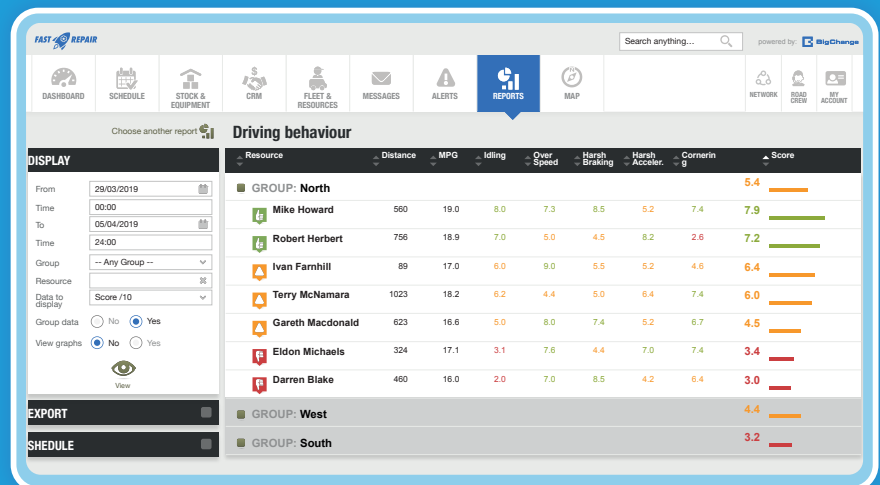 FAST REPAIR
Search anything...
powered by: BigChange
DASHBOARD
SCHEDULE
STOCK &
EQUIPMENT
CRM
FLEET &
RESOURCES
MESSAGES
ALERTS
REPORTS
MAP
NETWORK
ROAD
CREW
MY
ACCOUNT
Choose another report
Driving behaviour
DISPLAY
From 29/03/2019
Time 00:00
To 05/04/2019
Time 24:00
Group -- Any Group --
Resource
Data to
display Score /10
Group data No Yes
View graphs No Yes
View
EXPORT
SHEDULE
Resource Distance MPG Idling Over
Speed Harsh
Braking Harsh
Acceler. Cornerin
g Score
GROUP: North 5.4
Mike Howard 560 19.0 8.0 7.3 8.5 5.2 7.4 7.9
Robert Herbert 756 18.9 7.0 5.0 4.5 8.2 2.6 7.2
Ivan Farnhill 89 17.0 6.0 9.0 5.5 5.2 4.6 6.4
Terry McNamara 1023 18.2 6.2 4.4 5.0 6.4 7.4 6.0
Gareth Macdonald 623 16.6 5.0 8.0 7.4 5.2 6.7 4.5
Eldon Michaels 324 17.1 3.1 7.6 4.4 7.0 7.4 3.4
Darren Blake 460 16.0 2.0 7.0 8.5 4.2 6.4 3.0
GROUP: West 4.4
GROUP: South 3.2